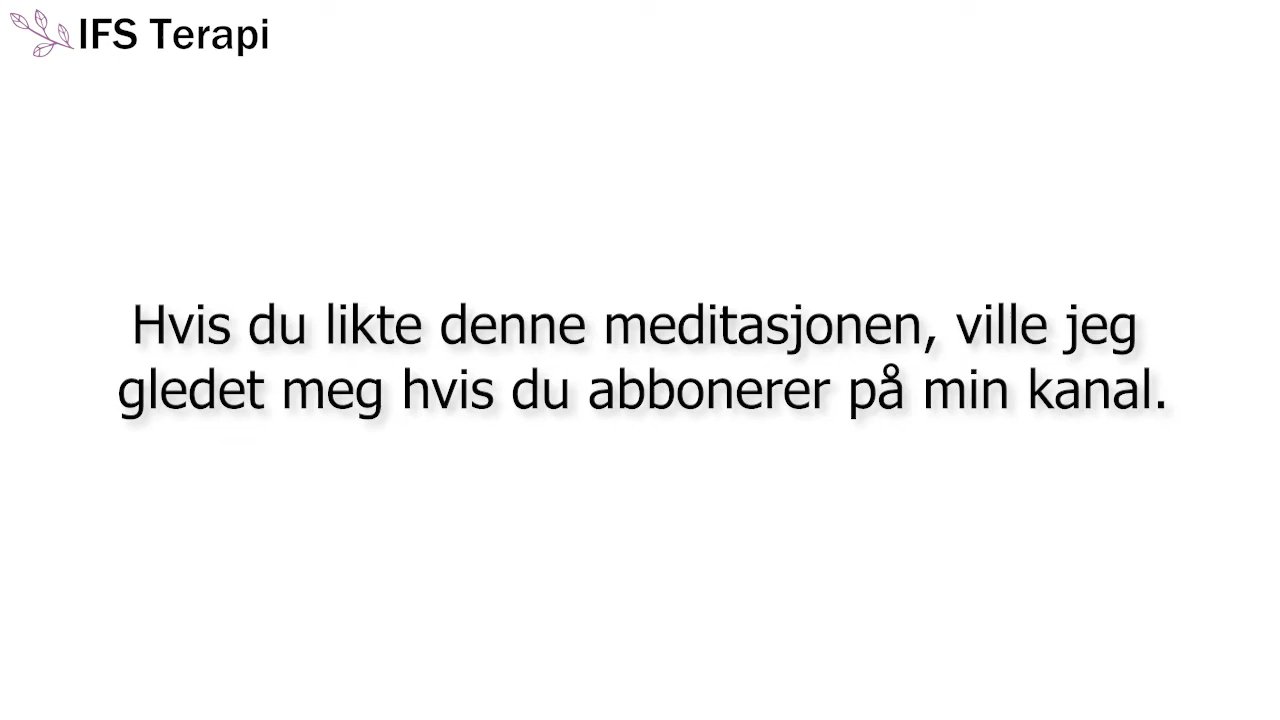 IFS Terapi
Hvis du likte denne meditasjonen, ville jeg
gledet meg hvis du abbonerer på min kanal.